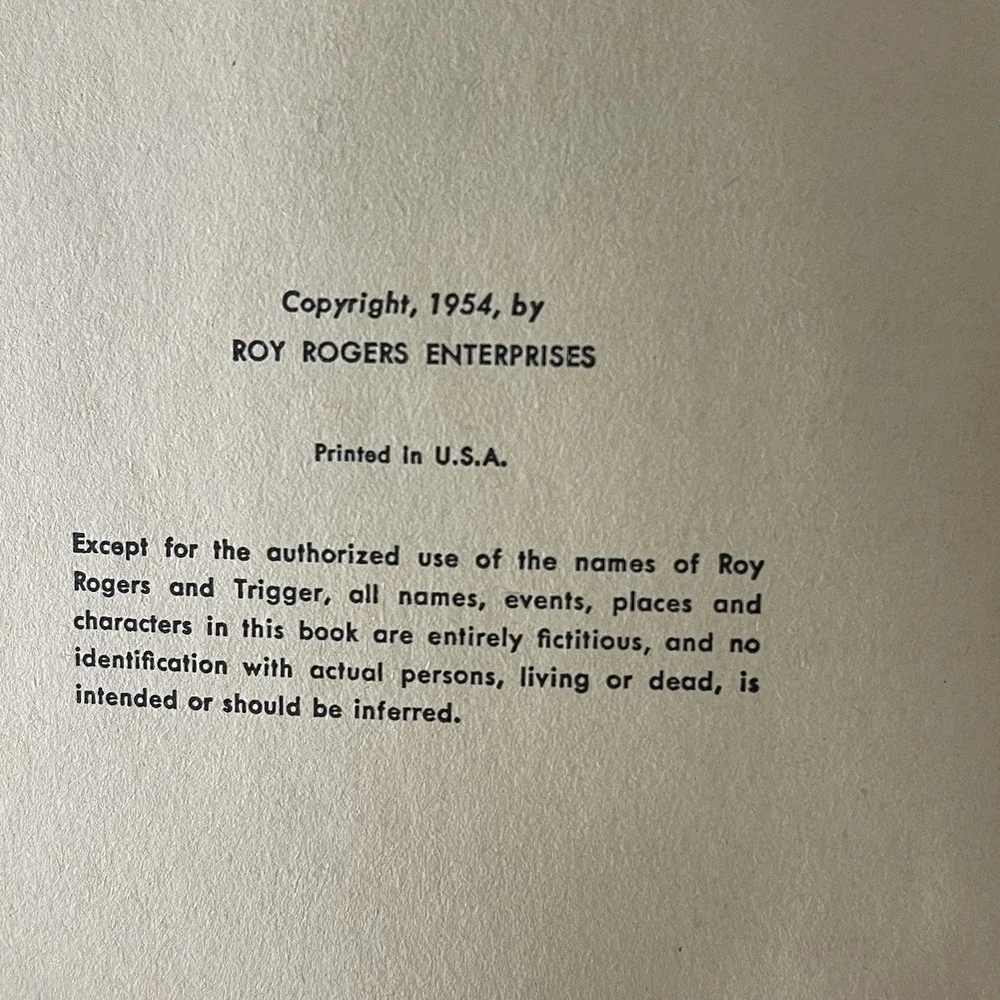 Copyright, 1954, by
ROY ROGERS ENTERPRISES
Printed in U.S.A.
Except for the authorized use of the names of Roy
Rogers and Trigger, all names, events, places and
characters in this book are entirely fictitious, and no
identification with actual persons, living or dead, is
intended or should be inferred.